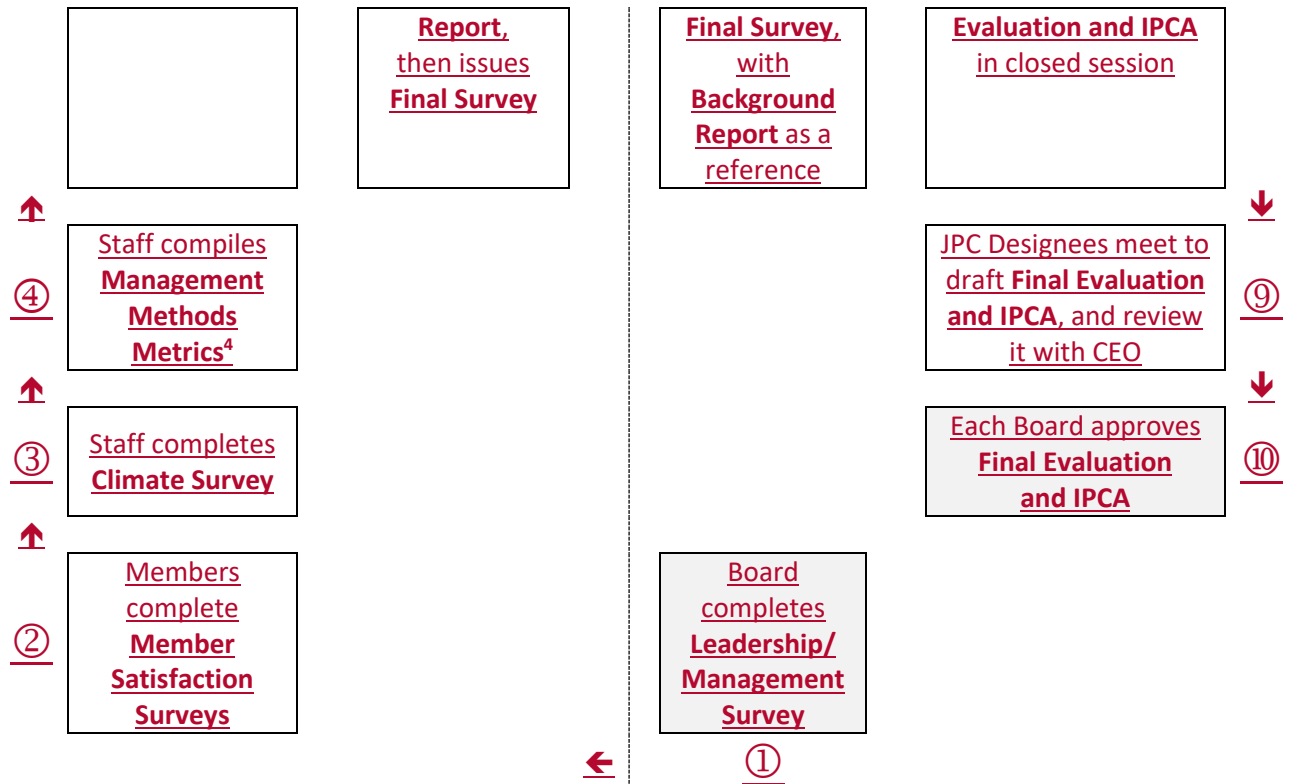 Report,
then issues
Final Survey
Final Survey,
with
Background
Report as a
reference
Evaluation and IPCA
in closed session
↑
↓
④
Staff compiles
Management
Methods
Metrics⁴
JPC Designees meet to
draft Final Evaluation
and IPCA, and review
it with CEO
⑨
↑
↓
③
Staff completes
Climate Survey
Each Board approves
Final Evaluation
and IPCA
⑩
↑
②
Members
complete
Member
Satisfaction
Surveys
Board
completes
Leadership/
Management
Survey
←
①